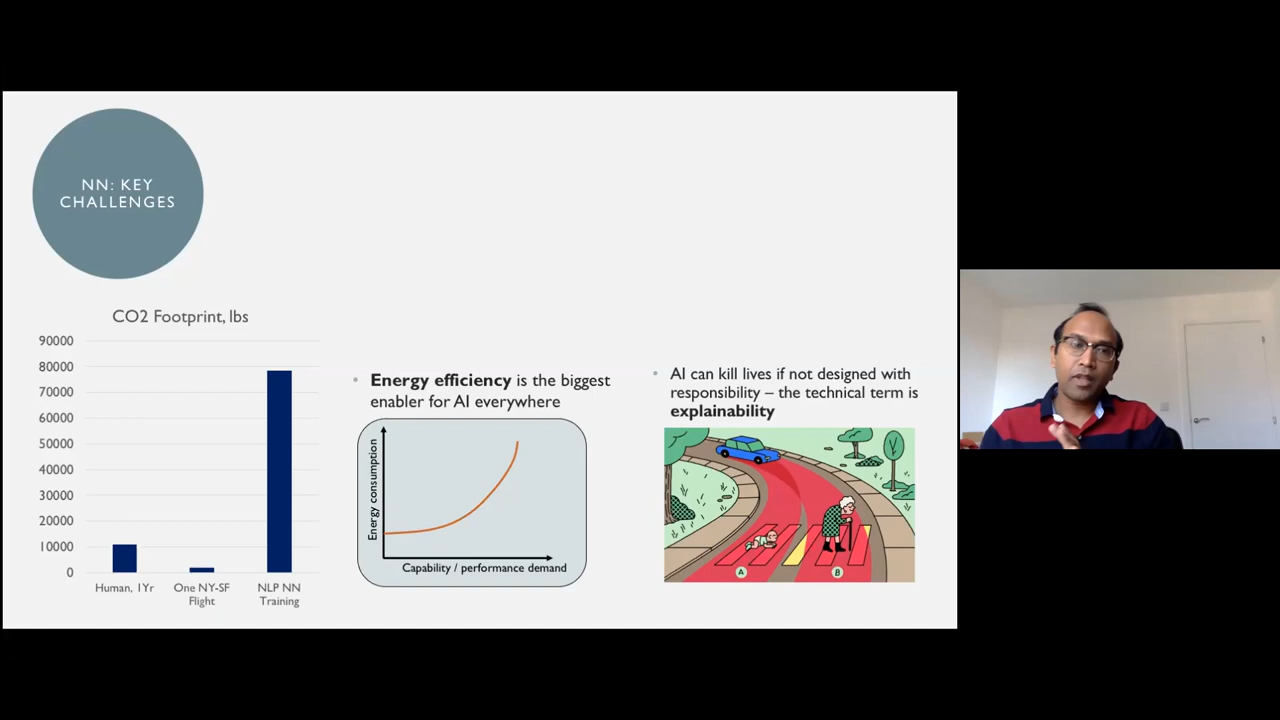 NN: KEY
CHALLENGES
CO2 Footprint, lbs
90000
80000
70000
60000
50000
40000
30000
20000
10000
0
Human, 1Yr
One NY-SF
Flight
NLP NN
Training
• Energy efficiency is the biggest
enabler for AI everywhere
Energy consumption
Capability / performance demand
• AI can kill lives if not designed with
responsibility – the technical term is
explainability
A
B